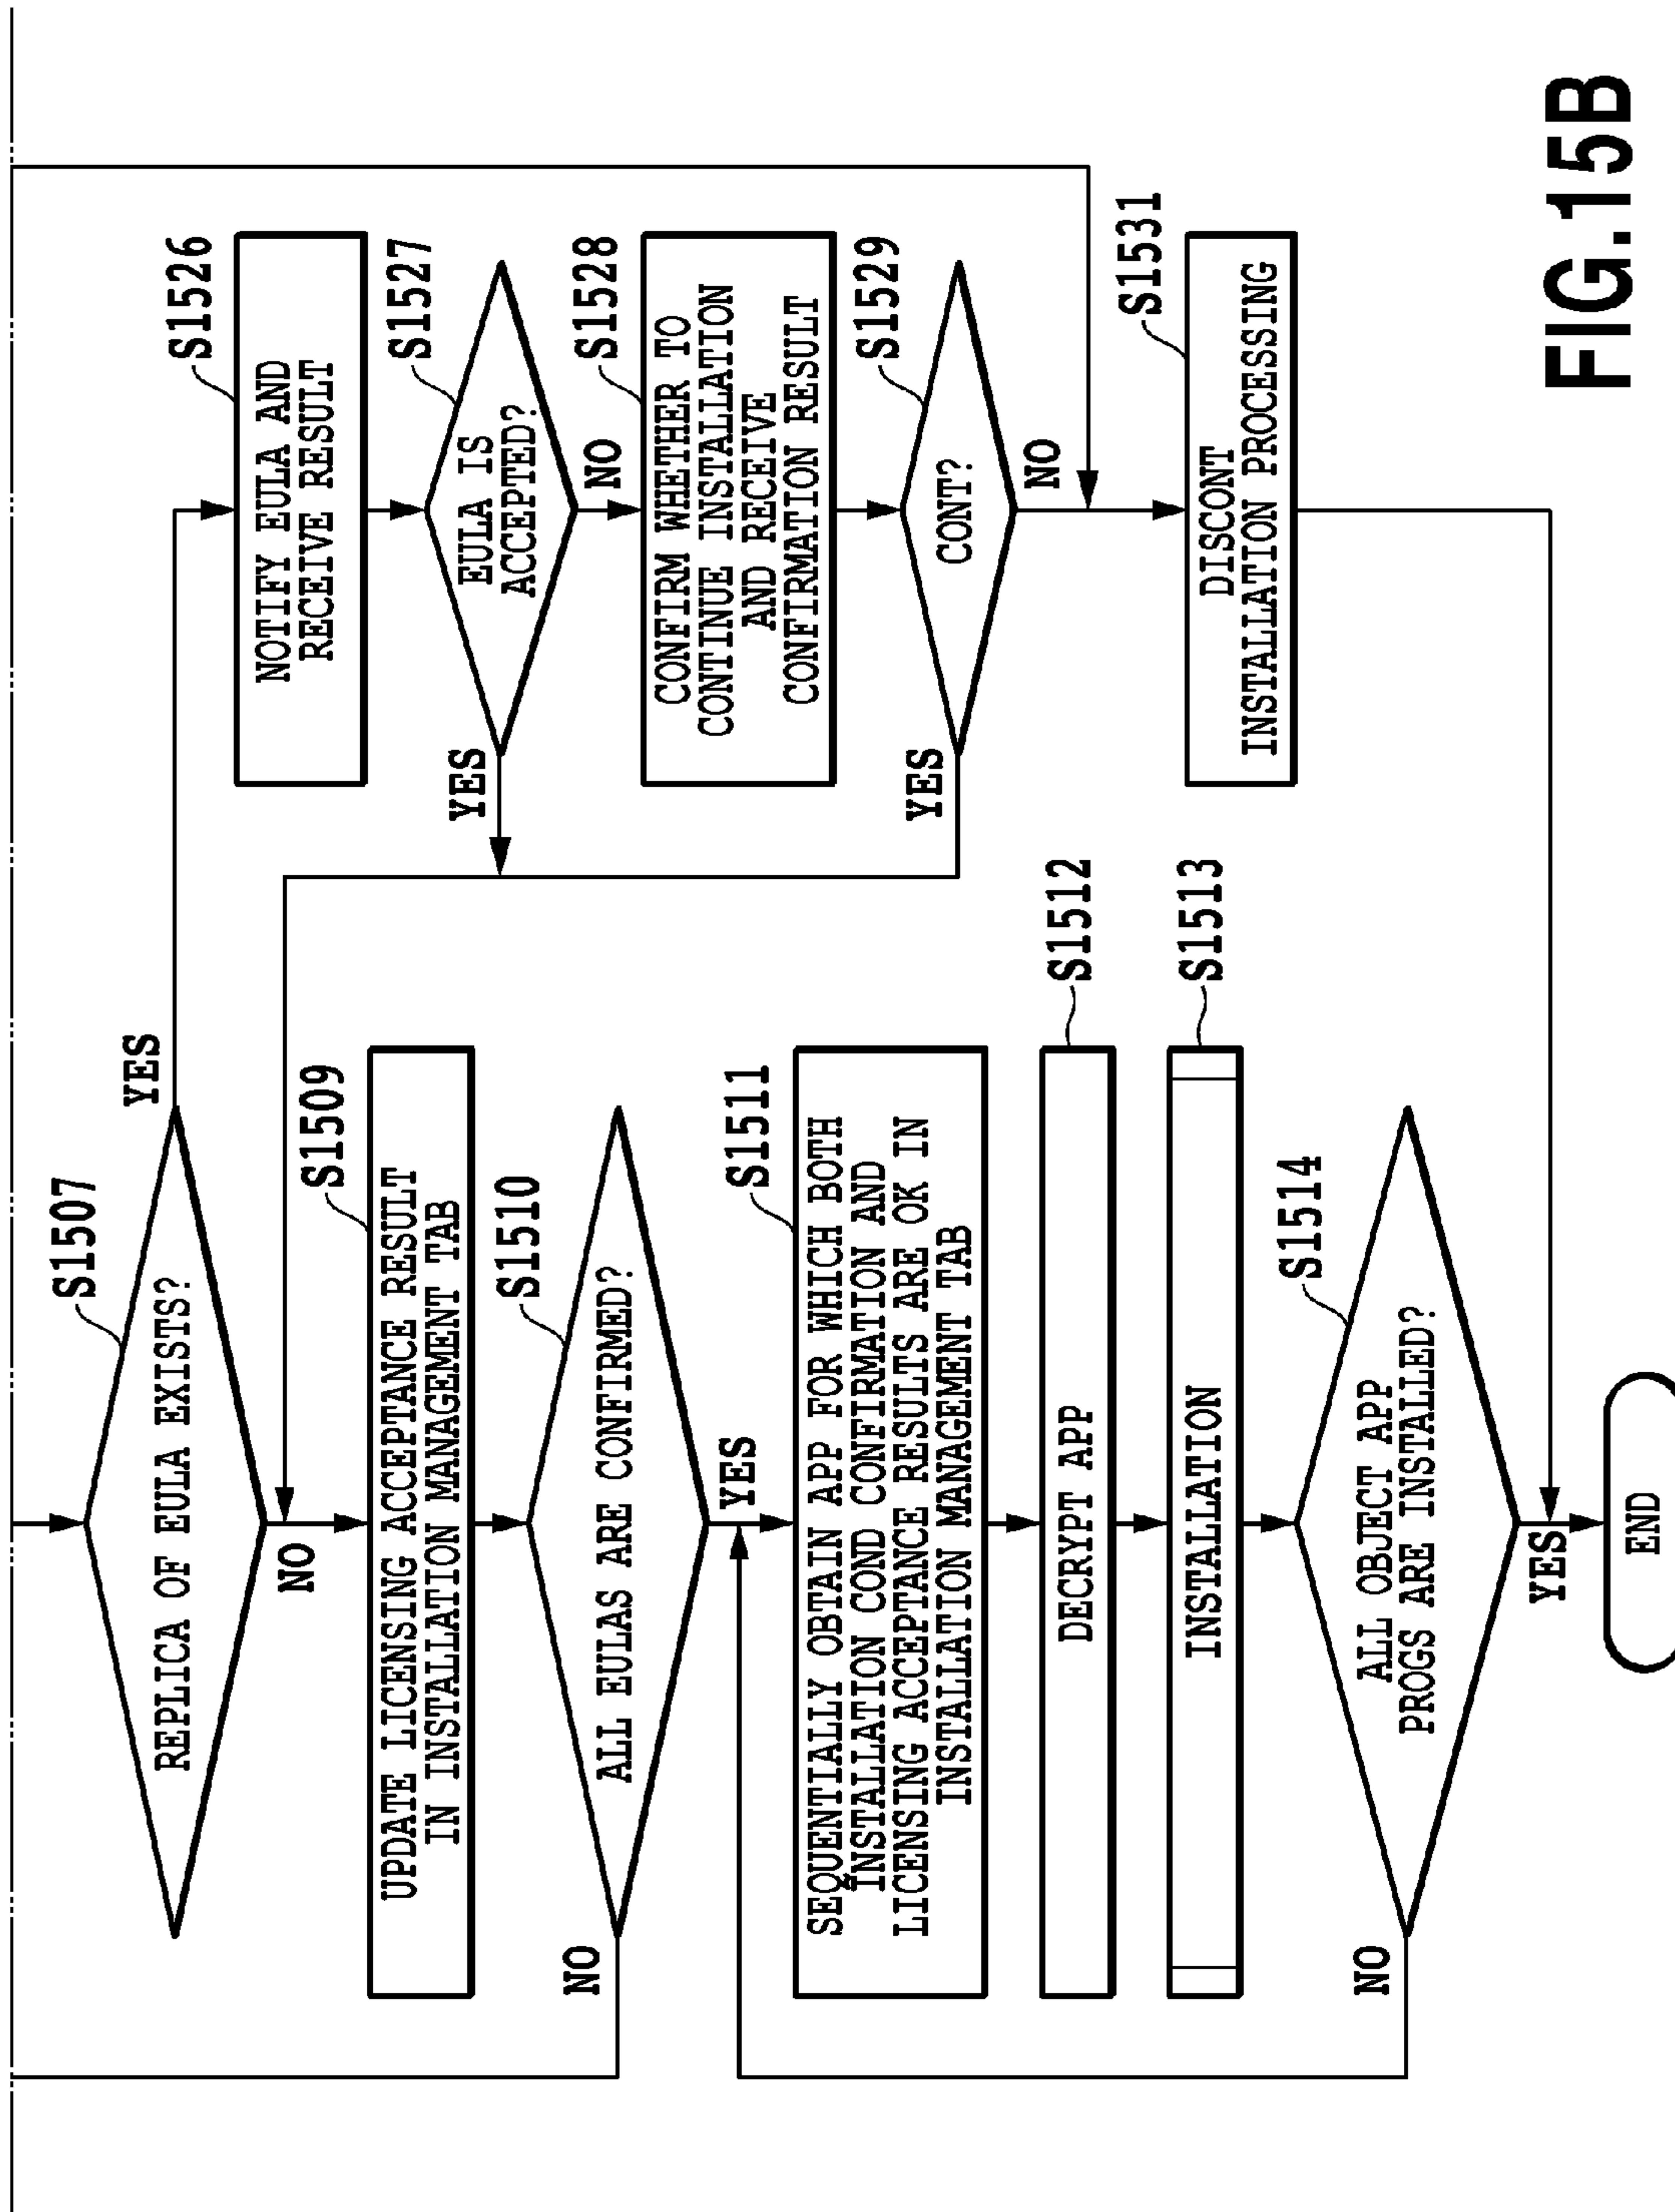 S1507
REPLICA OF EULA EXISTS?
YES
NO
S1509
UPDATE LICENSING ACCEPTANCE RESULT
IN INSTALLATION MANAGEMENT TAB
S1510
ALL EULAS ARE CONFIRMED?
NO
YES
S1511
SEQUENTIALLY OBTAIN APP FOR WHICH BOTH
INSTALLATION COND CONFIRMATION AND
LICENSING ACCEPTANCE RESULTS ARE OK IN
INSTALLATION MANAGEMENT TAB
S1512
DECRYPT APP
S1513
INSTALLATION
S1514
ALL OBJECT APP
PROGS ARE INSTALLED?
NO
YES
END
S1526
NOTIFY EULA AND
RECEIVE RESULT
S1527
EULA IS
ACCEPTED?
YES
NO
S1528
CONFIRM WHETHER TO
CONTINUE INSTALLATION
AND RECEIVE
CONFIRMATION RESULT
S1529
CONT?
YES
NO
S1531
DISCONT
INSTALLATION PROCESSING
FIG.15B